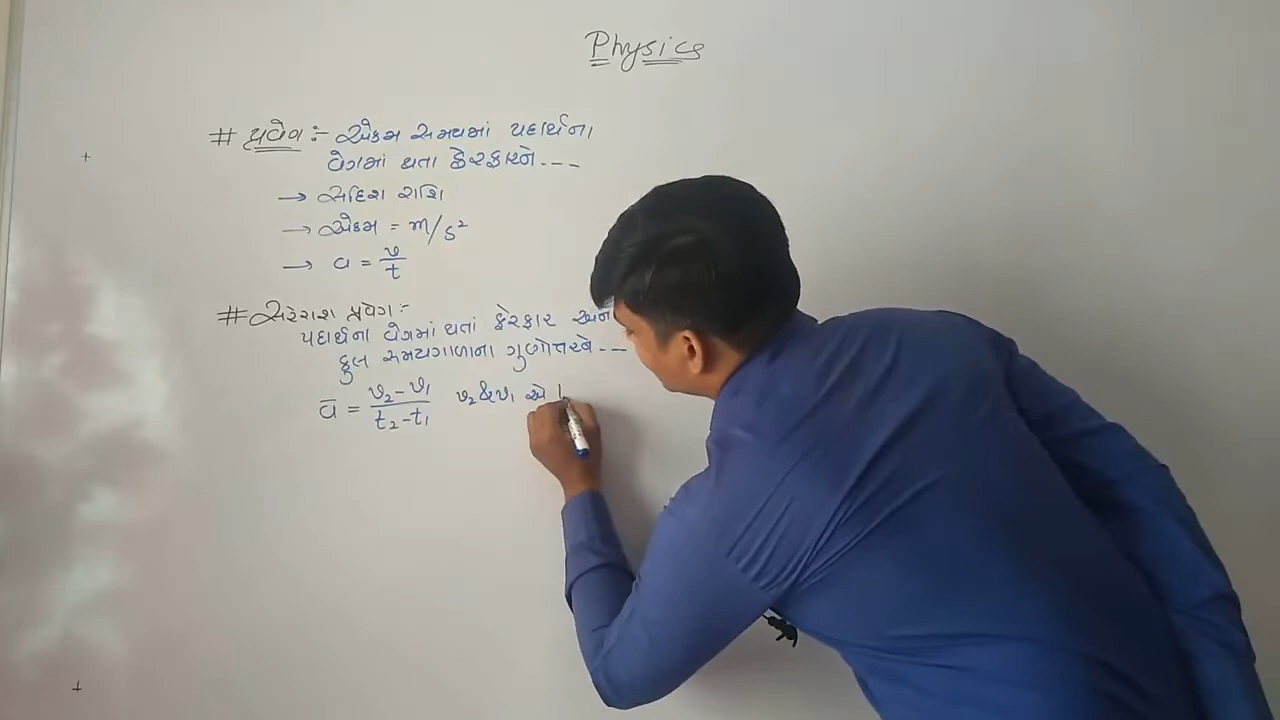 Physics
# પ્રવેગ :- એકમ સમયમાં પદાર્થના
વેગમાં થતા ફેરફારને ---
→ સદિશ રાશિ
→ એકમ = m/s²
→ a = v/t
# સરેરાશ પ્રવેગ :-
પદાર્થના વેગમાં થતાં ફેરફાર અને
કુલ સમયગાળાના ગુણોત્તરને ---
a̅ = v₂-v₁ / t₂-t₁ v₂ & v₁ એ